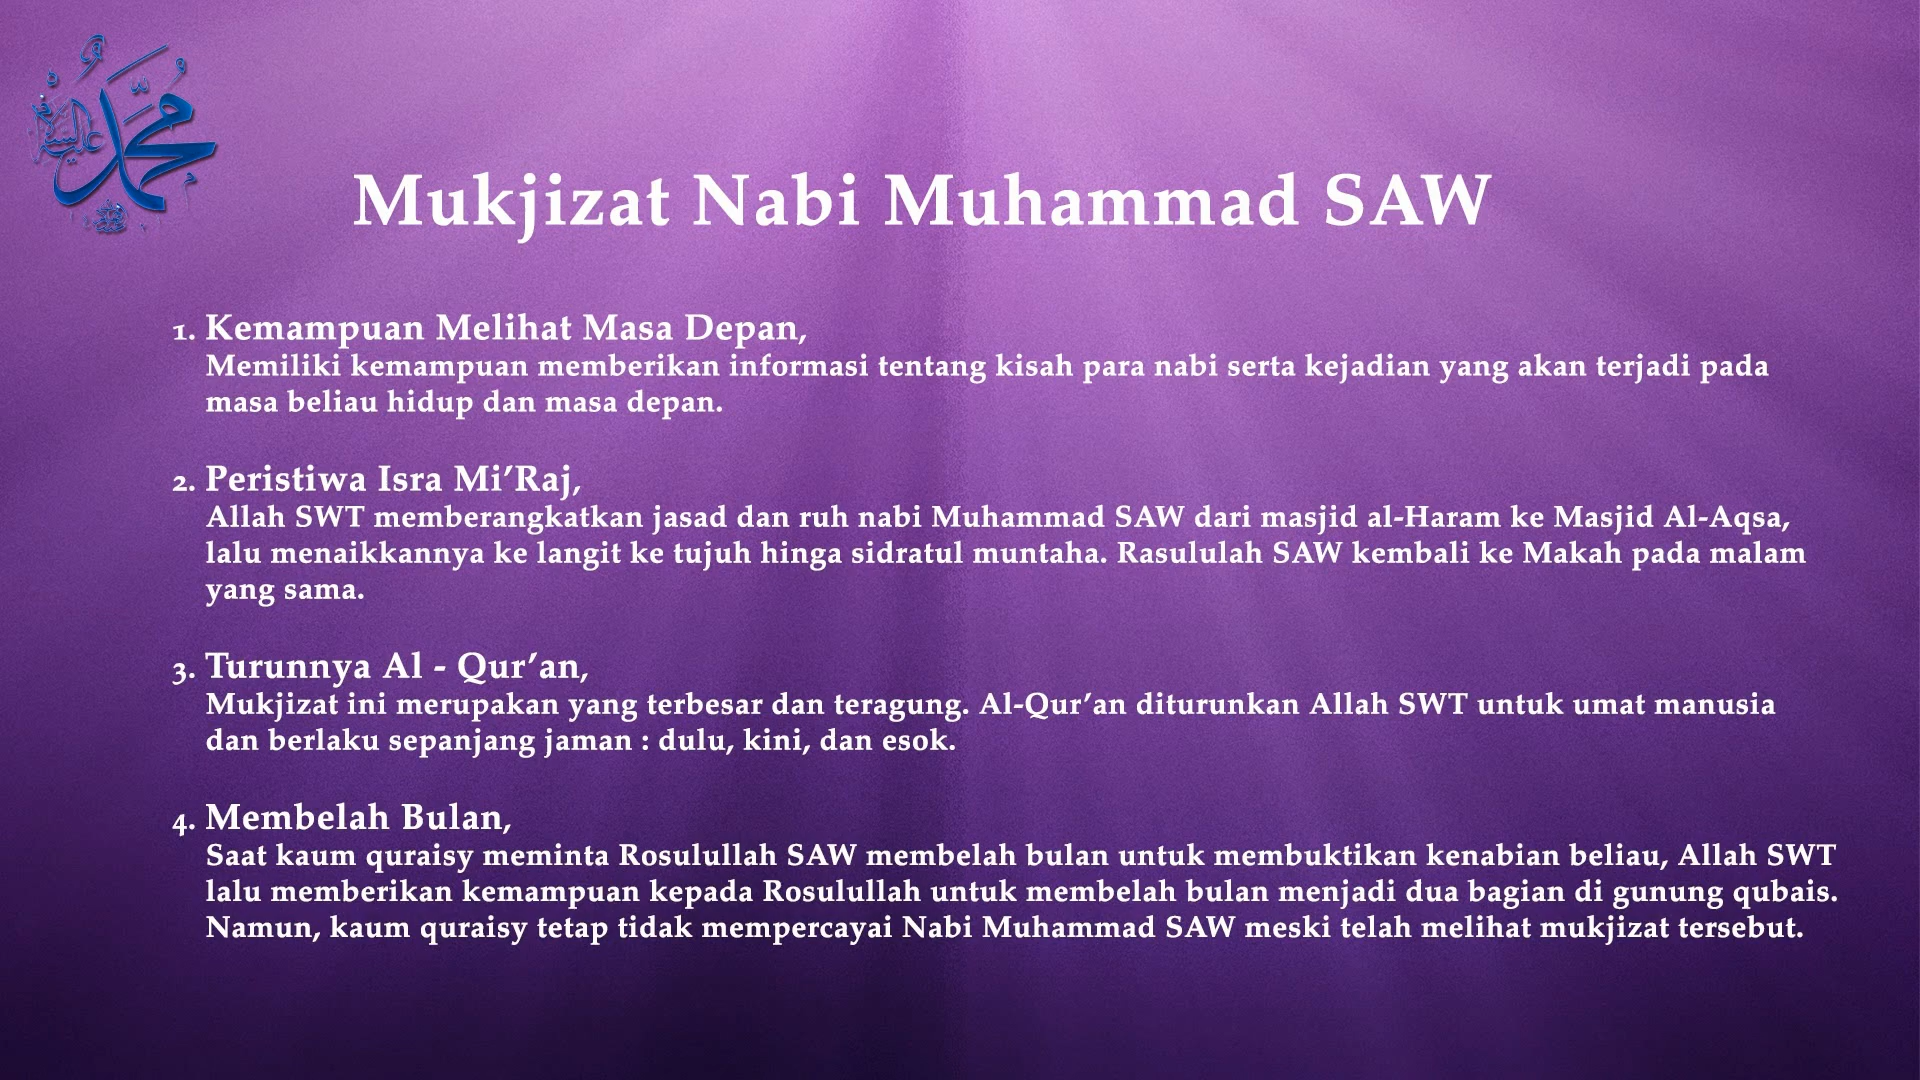 محمد عليه السلام
Mukjizat Nabi Muhammad SAW
1. Kemampuan Melihat Masa Depan,
Memiliki kemampuan memberikan informasi tentang kisah para nabi serta kejadian yang akan terjadi pada
masa beliau hidup dan masa depan.
2. Peristiwa Isra Mi’Raj,
Allah SWT memberangkatkan jasad dan ruh nabi Muhammad SAW dari masjid al-Haram ke Masjid Al-Aqsa,
lalu menaikkannya ke langit ke tujuh hinga sidratul muntaha. Rasululah SAW kembali ke Makah pada malam
yang sama.
3. Turunnya Al - Qur’an,
Mukjizat ini merupakan yang terbesar dan teragung. Al-Qur’an diturunkan Allah SWT untuk umat manusia
dan berlaku sepanjang jaman : dulu, kini, dan esok.
4. Membelah Bulan,
Saat kaum quraisy meminta Rosulullah SAW membelah bulan untuk membuktikan kenabian beliau, Allah SWT
lalu memberikan kemampuan kepada Rosulullah untuk membelah bulan menjadi dua bagian di gunung qubais.
Namun, kaum quraisy tetap tidak mempercayai Nabi Muhammad SAW meski telah melihat mukjizat tersebut.